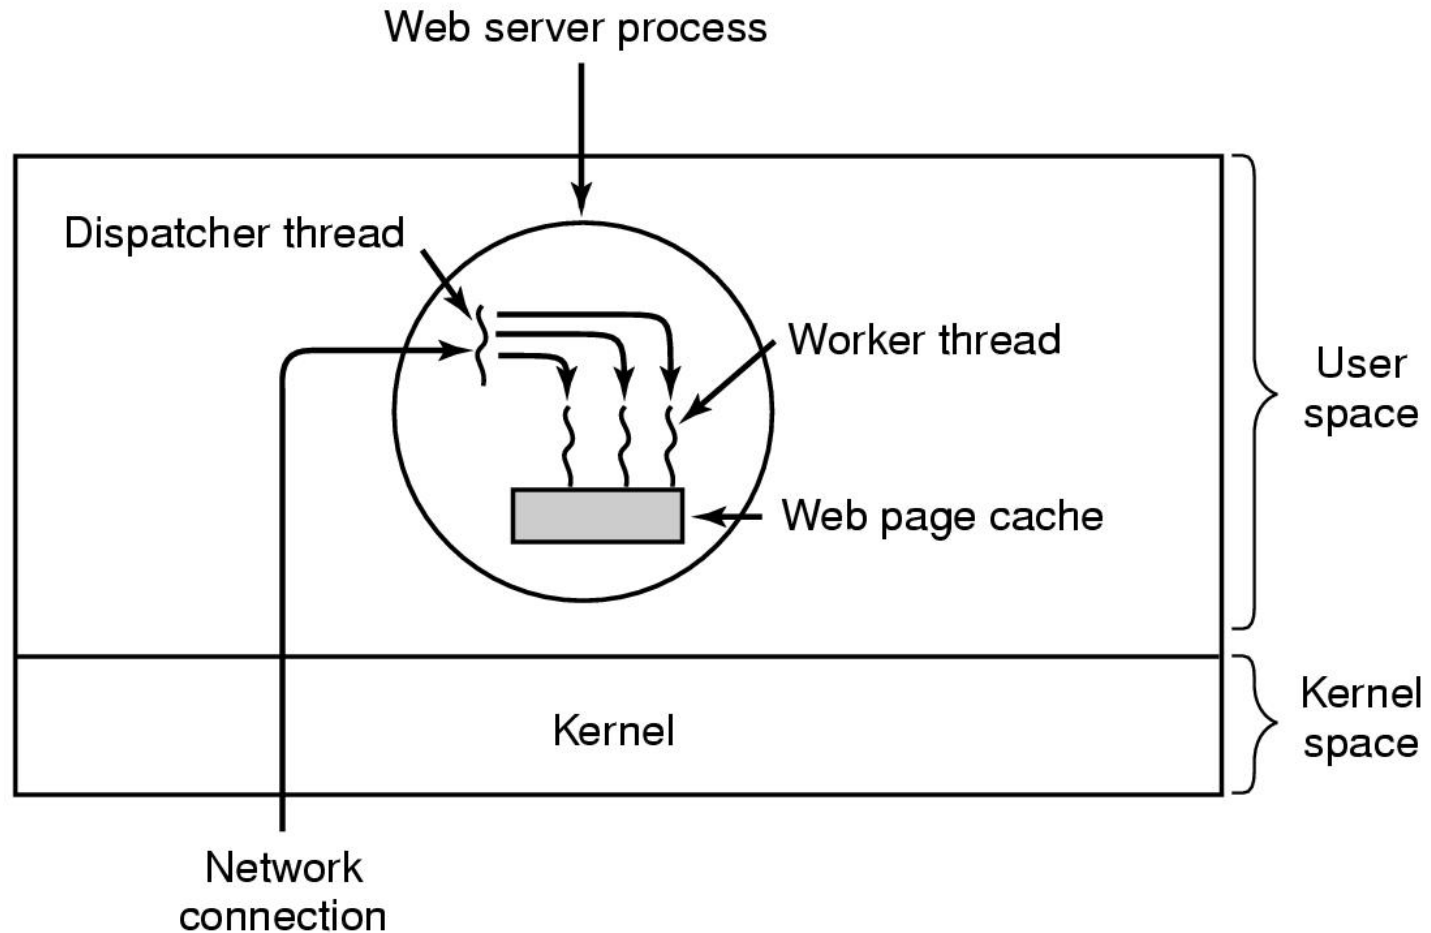 Web server process
Dispatcher thread
Worker thread
User
space
Web page cache
Kernel
Kernel
space
Network
connection